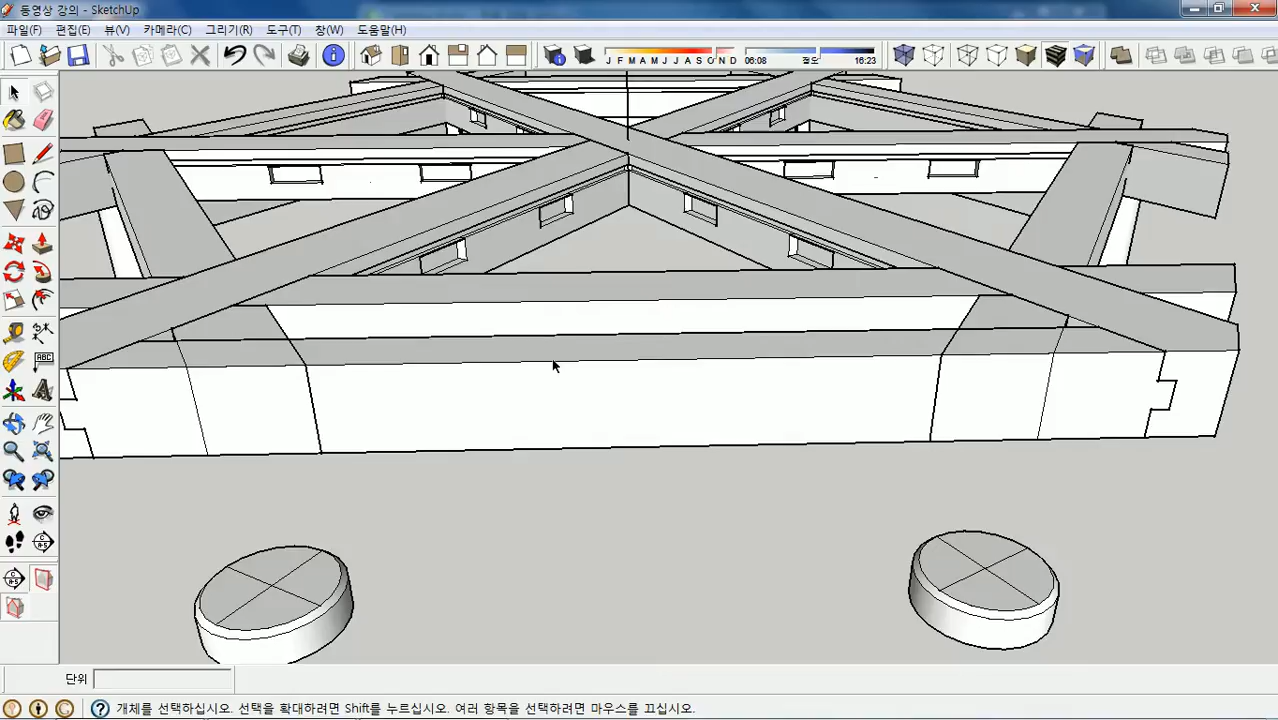 동영상 강의 - SketchUp
파일(F) 편집(E) 뷰(V) 카메라(C) 그리기(R) 도구(T) 창(W) 도움말(H)
J F M A M J J A S O N D 06:08 정오 16:23
ABC
A
단위
개체를 선택하십시오. 선택을 확대하려면 Shift를 누르십시오. 여러 항목을 선택하려면 마우스를 끄십시오.